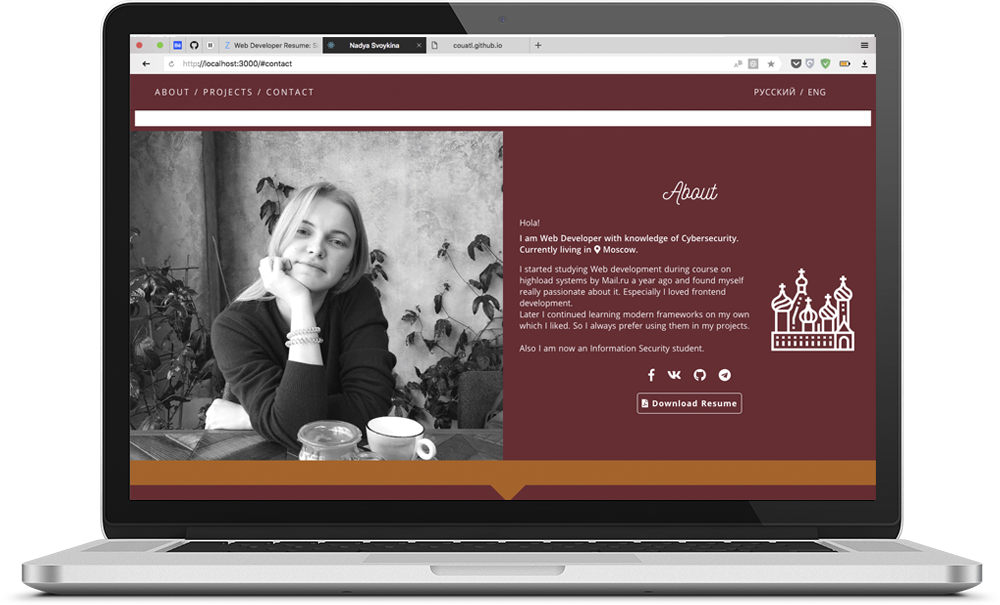 Web Developer Resume: S
Nadya Svoykina
couatl.github.io
http://localhost:3000/#contact
ABOUT / PROJECTS / CONTACT
РУССКИЙ / ENG
About
Hola!
I am Web Developer with knowledge of Cybersecurity.
Currently living in Moscow.
I started studying Web development during course on
highload systems by Mail.ru a year ago and found myself
really passionate about it. Especially I loved frontend
development.
Later I continued learning modern frameworks on my own
which I liked. So I always prefer using them in my projects.
Also I am now an Information Security student.
Download Resume